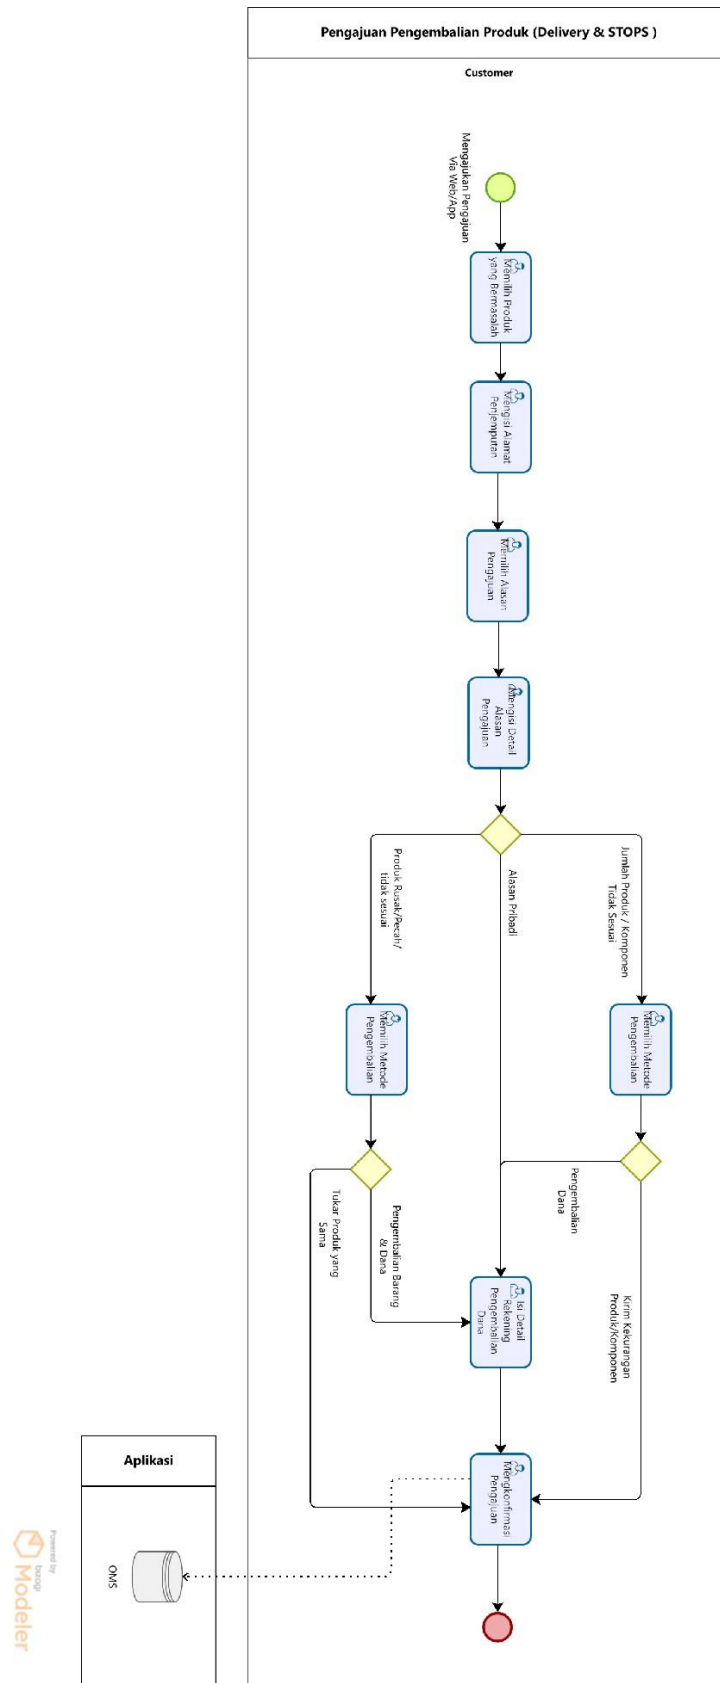 Pengajuan Pengembalian Produk (Delivery & STOPS )
Customer
Mengajukan Pengajuan
Via Web/App
Memilih Produk
yang Bermasalah
Mengisi Alamat
Penjemputan
Memilih Alasan
Pengajuan
Mengisi Detail
Alasan
Pengajuan
Jumlah Produk / Komponen
Tidak Sesuai
Alasan Pribadi
Produk Rusak/Pecah/
tidak sesuai
Memilih Metode
Pengembalian
Memilih Metode
Pengembalian
Pengembalian
Dana
Kirim Kekurangan
Produk/Komponen
Pengembalian Barang
& Dana
Tukar Produk yang
Sama
Isi Detail
Rekening
Pengembalian
Dana
Mengkonfirmasi
Pengajuan
Aplikasi
OMS
Powered by
bizagi
Modeler